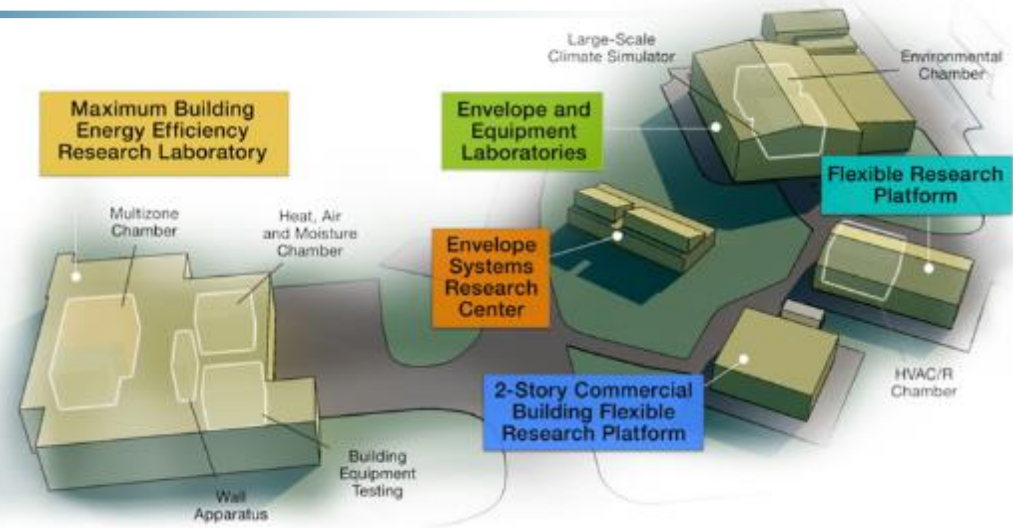 Large-Scale
Climate Simulator
Environmental
Chamber
Maximum Building
Energy Efficiency
Research Laboratory
Envelope and
Equipment
Laboratories
Flexible Research
Platform
Multizone
Chamber
Heat, Air
and Moisture
Chamber
Envelope
Systems
Research
Center
HVAC/R
Chamber
2-Story Commercial
Building Flexible
Research Platform
Building
Equipment
Testing
Wall
Apparatus